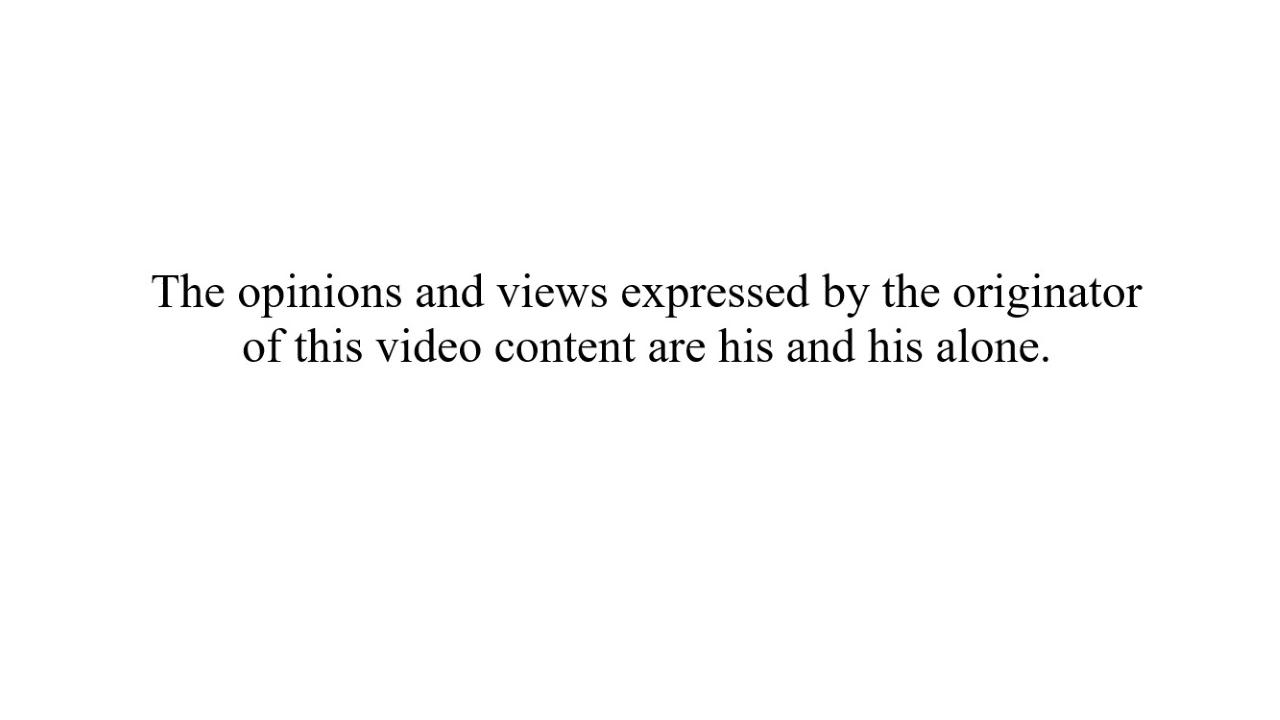 The opinions and views expressed by the originator
of this video content are his and his alone.